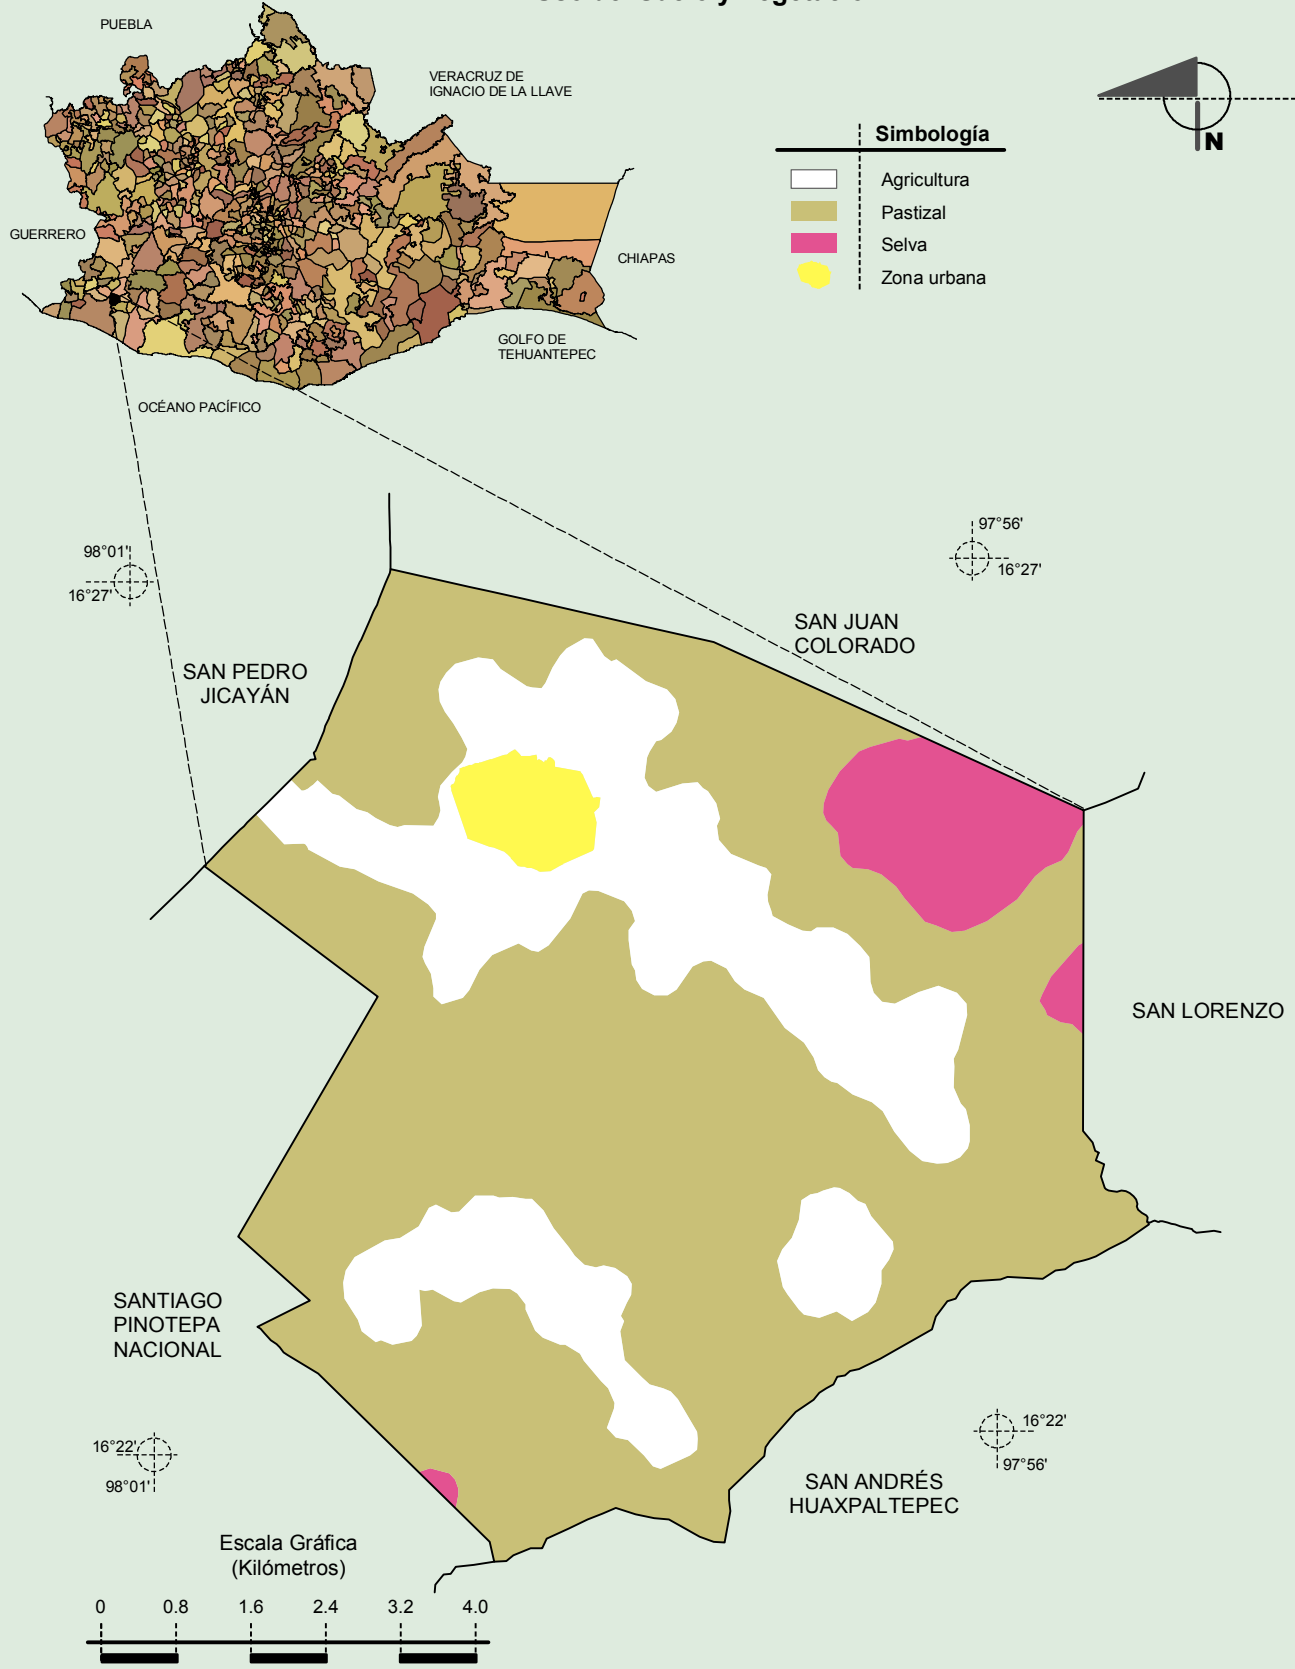 PUEBLA
VERACRUZ DE
IGNACIO DE LA LLAVE
GUERRERO
CHIAPAS
GOLFO DE
TEHUANTEPEC
OCÉANO PACÍFICO
N
Simbología
Agricultura
Pastizal
Selva
Zona urbana
98°01'
16°27'
97°56'
16°27'
SAN JUAN
COLORADO
SAN PEDRO
JICAYÁN
SAN LORENZO
SANTIAGO
PINOTEPA
NACIONAL
16°22'
98°01'
16°22'
97°56'
SAN ANDRÉS
HUAXPALTEPEC
Escala Gráfica
(Kilómetros)
0 0.8 1.6 2.4 3.2 4.0